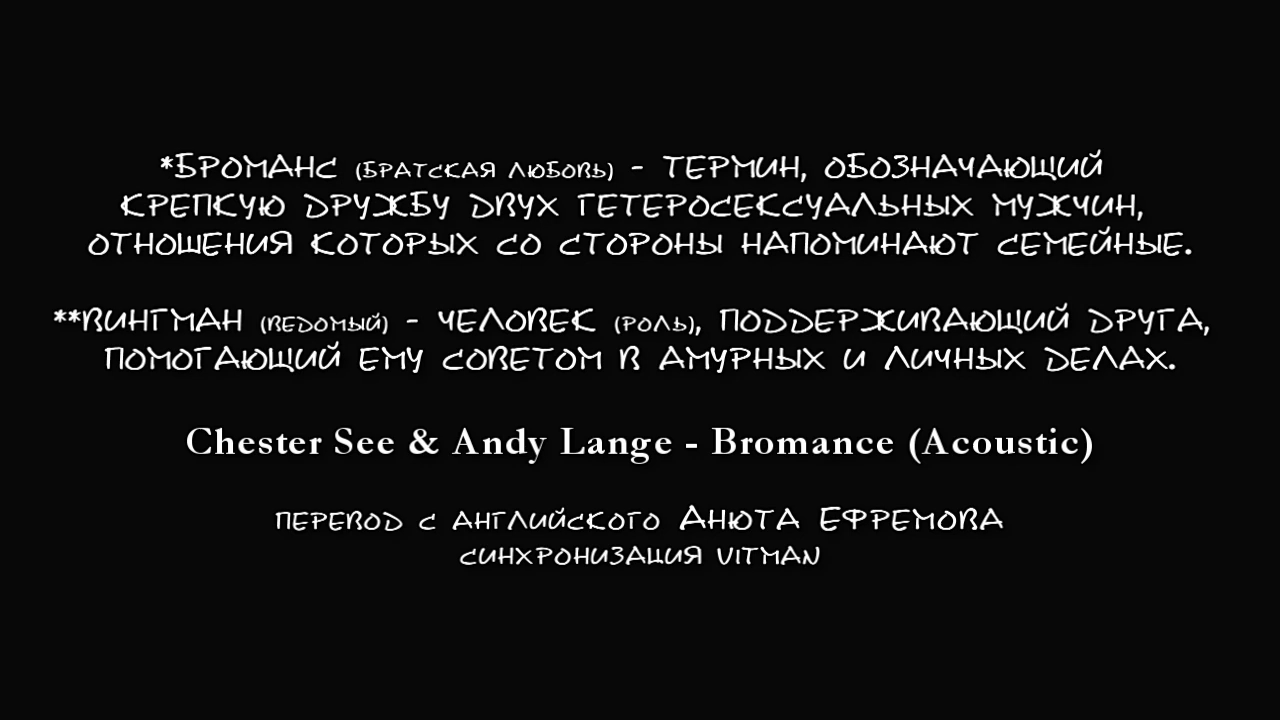 *БРОМАНС (БРАТСКАЯ ЛЮБОВЬ) - ТЕРМИН, ОБОЗНАЧАЮЩИЙ
КРЕПКУЮ ДРУЖБУ ДВУХ ГЕТЕРОСЕКСУАЛЬНЫХ МУЖЧИН,
ОТНОШЕНИЯ КОТОРЫХ СО СТОРОНЫ НАПОМИНАЮТ СЕМЕЙНЫЕ.
**ВИНГМАН (ВЕДОМЫЙ) - ЧЕЛОВЕК (РОЛЬ), ПОДДЕРЖИВАЮЩИЙ ДРУГА,
ПОМОГАЮЩИЙ ЕМУ СОВЕТОМ В АМУРНЫХ И ЛИЧНЫХ ДЕЛАХ.
Chester See & Andy Lange - Bromance (Acoustic)
ПЕРЕВОД С АНГЛИЙСКОГО АНЮТА ЕФРЕМОВА
СИНХРОНИЗАЦИЯ VITMAN